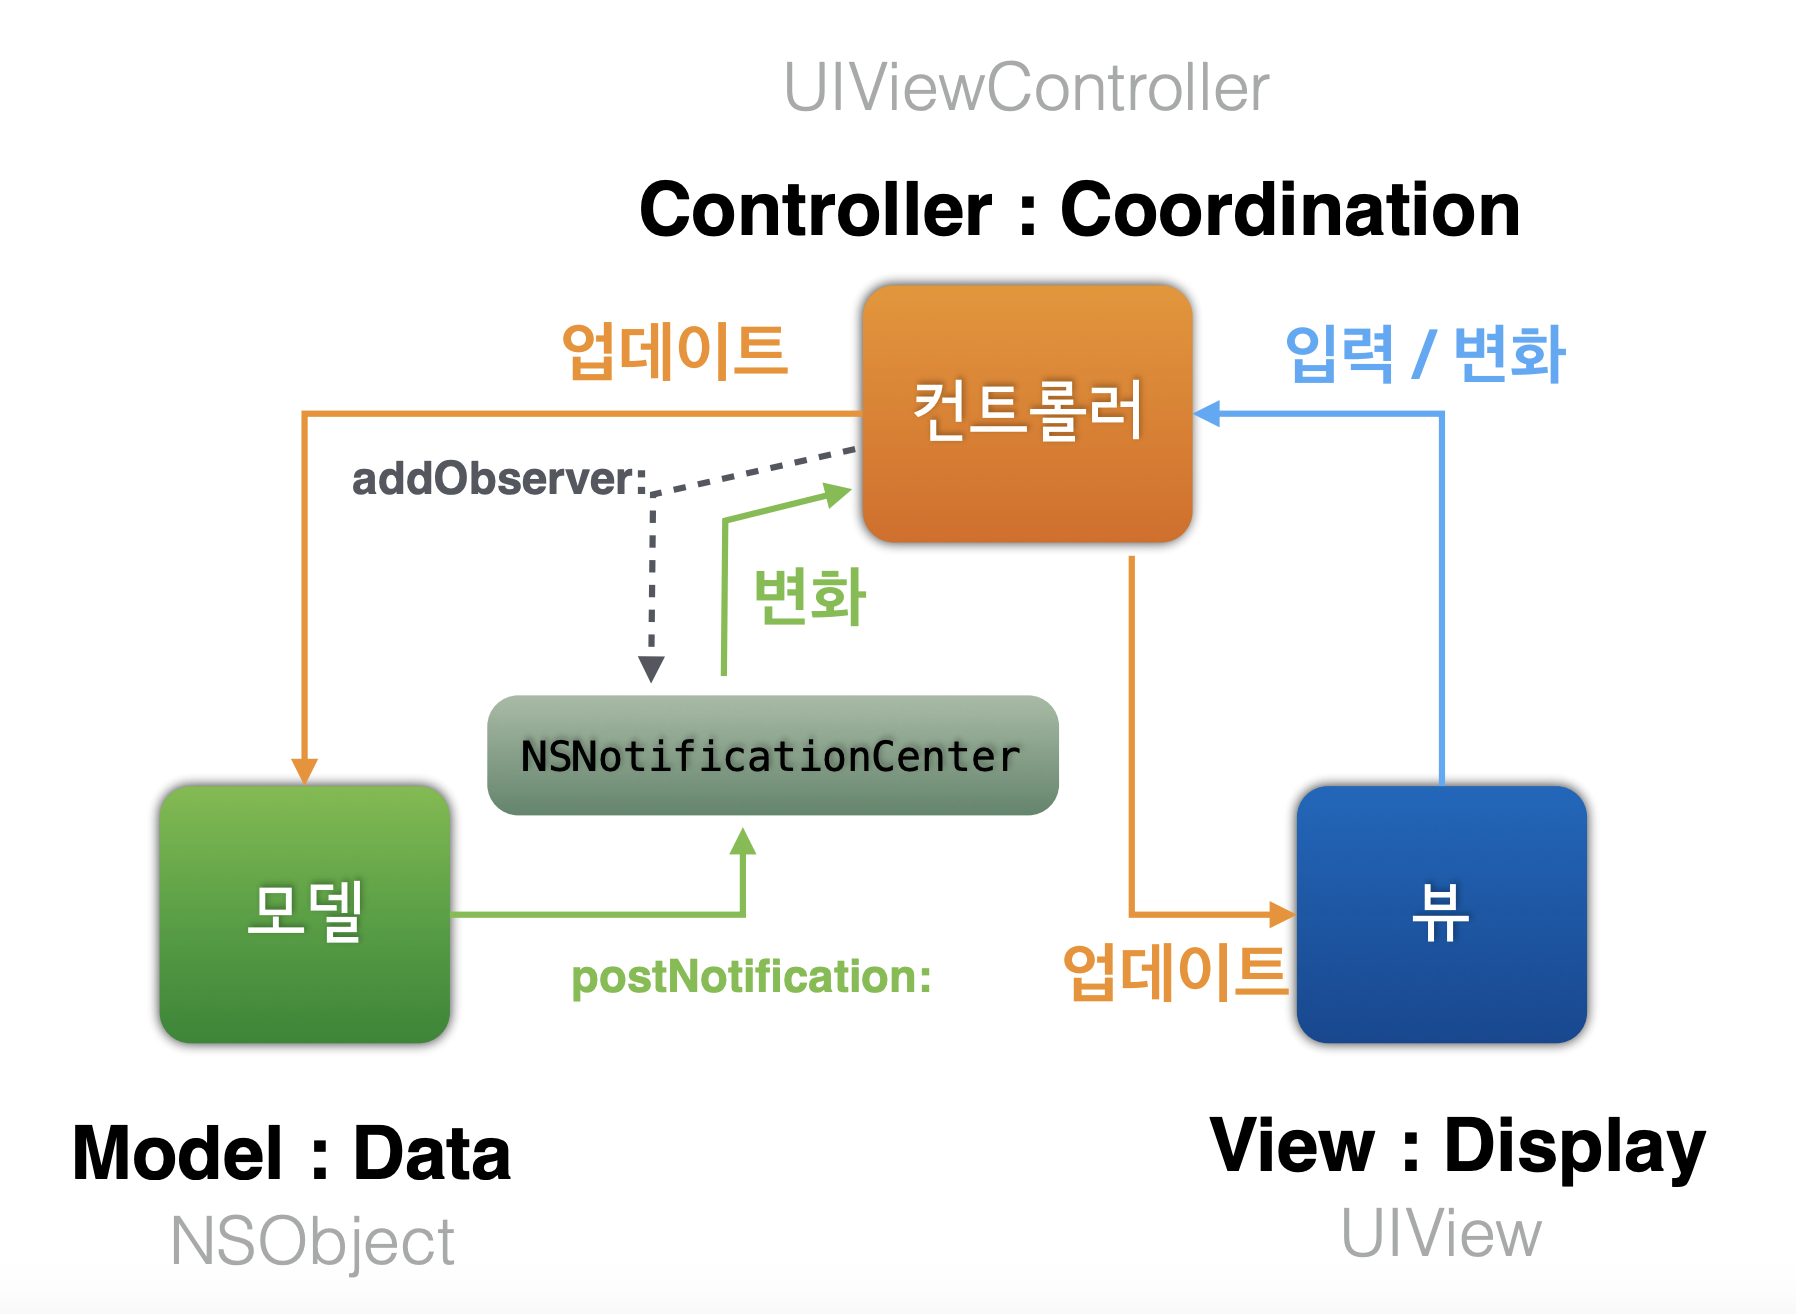 UIViewController
Controller : Coordination
업데이트
컨트롤러
입력 / 변화
addObserver:
변화
NSNotificationCenter
모델
뷰
postNotification:
업데이트
Model : Data
NSObject
View : Display
UIView